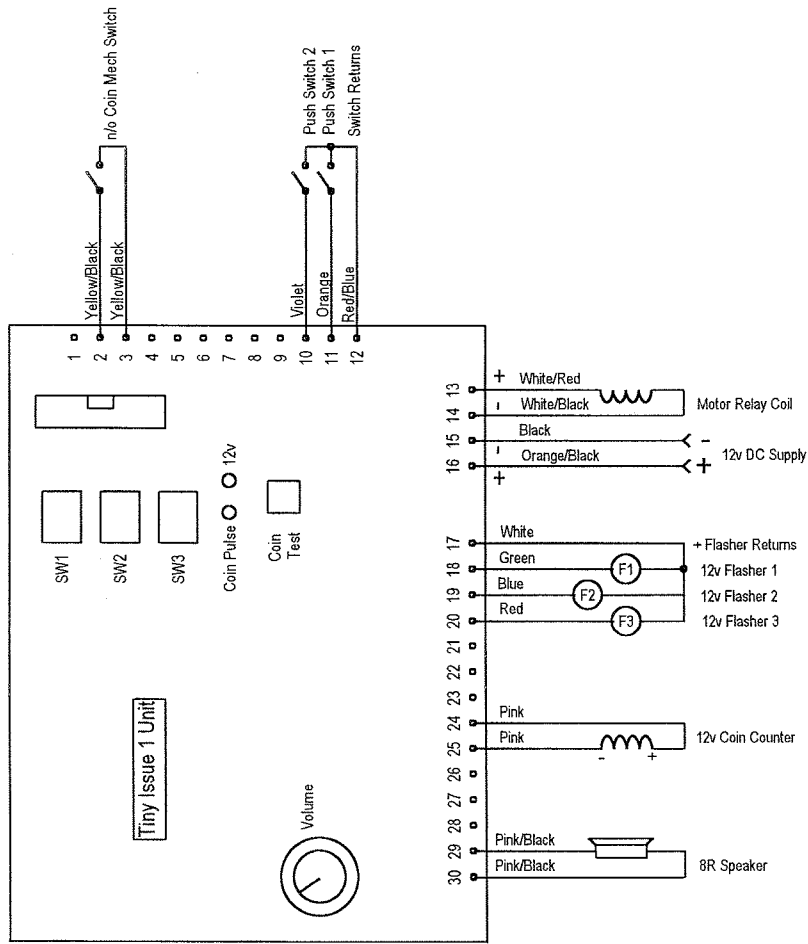 n/o Coin Mech Switch
Push Switch 2
Push Switch 1
Switch Returns
Yellow/Black
Yellow/Black
Violet
Orange
Red/Blue
1
2
3
4
5
6
7
8
9
10
11
12
SW1
SW2
SW3
Coin Pulse
12v
Coin
Test
Tiny Issue 1 Unit
Volume
13 + White/Red
14 - White/Black
Motor Relay Coil
15 - Black -
16 + Orange/Black +
12v DC Supply
17 White + Flasher Returns
18 Green F1 12v Flasher 1
19 Blue F2 12v Flasher 2
20 Red F3 12v Flasher 3
21
22
23
24 Pink
25 Pink - +
12v Coin Counter
26
27
28
29 Pink/Black
30 Pink/Black
8R Speaker